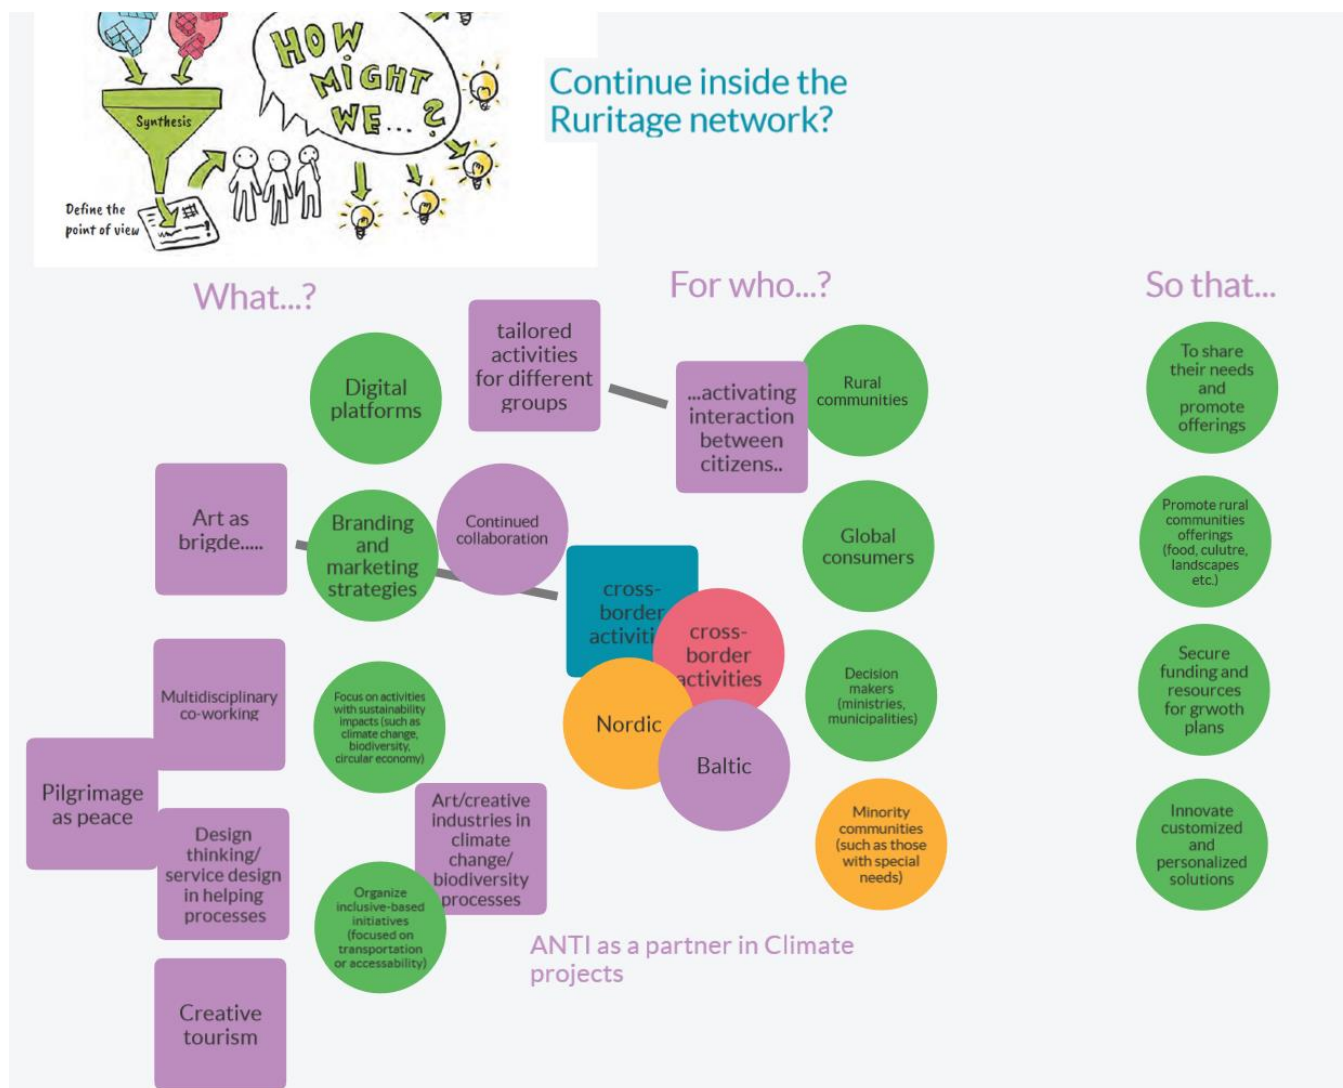 HOW
MiGHT
WE...?
Synthesis
Define the
point of view
Continue inside the
Ruritage network?
What...?
For who...?
So that...
tailored
activities
for different
groups
...activating
interaction
between
citizens..
Digital
platforms
Rural
communities
To share
their needs
and
promote
offerings
Art as
brigde.....
Branding
and
marketing
strategies
Continued
collaboration
Global
consumers
Promote rural
communities
offerings
(food, culutre,
landscapes
etc.)
cross-
border
activiti
cross-
border
activities
Nordic
Baltic
Multidisciplinary
co-working
Focus on activities
with sustainability
impacts (such as
climate change,
biodiversity,
circular economy)
Decision
makers
(ministries,
municipalities)
Secure
funding and
resources
for grwoth
plans
Pilgrimage
as peace
Design
thinking/
service design
in helping
processes
Art/creative
industries in
climate
change/
biodiversity
processes
Organize
inclusive-based
initiatives
(focused on
transportation
or accessability)
Minority
communities
(such as those
with special
needs)
Innovate
customized
and
personalized
solutions
ANTI as a partner in Climate
projects
Creative
tourism